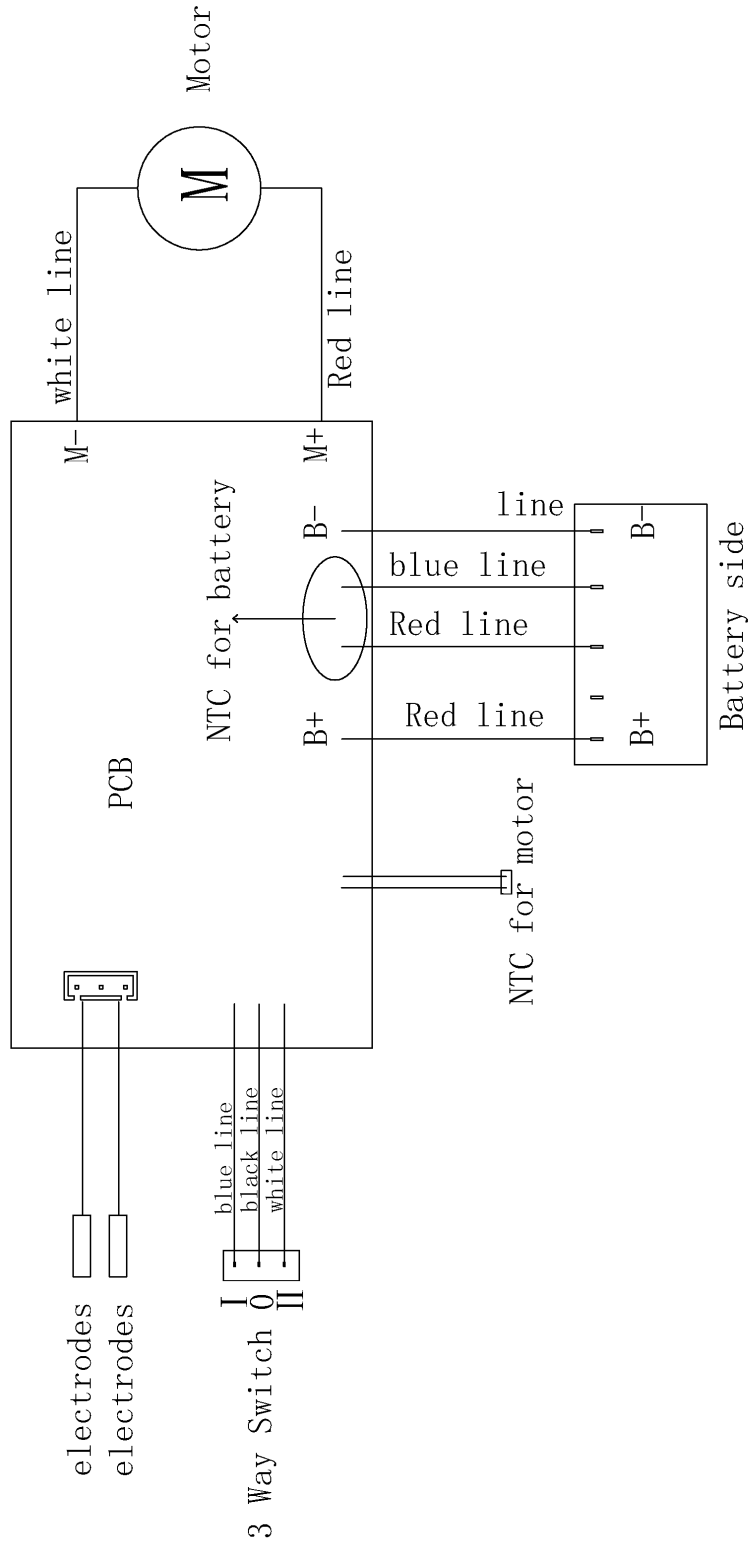 electrodes
electrodes
3 Way Switch
I
0
II
blue line
black line
white line
PCB
NTC for battery
M-
M+
B-
B+
white line
Red line
M
Motor
NTC for motor
line
blue line
Red line
Red line
B-
B+
Battery side